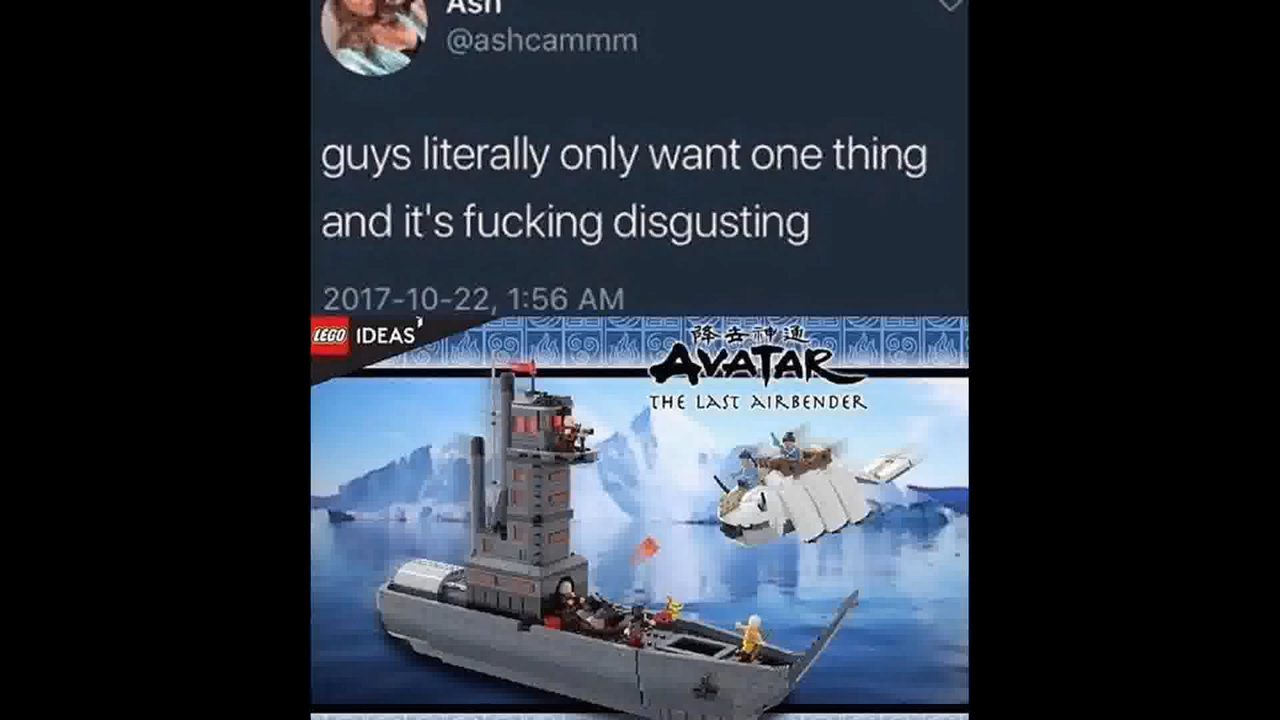 Ash
@ashcammm
guys literally only want one thing
and it's fucking disgusting
2017-10-22, 1:56 AM
LEGO IDEAS
降去神通
AVATAR
THE LAST AIRBENDER